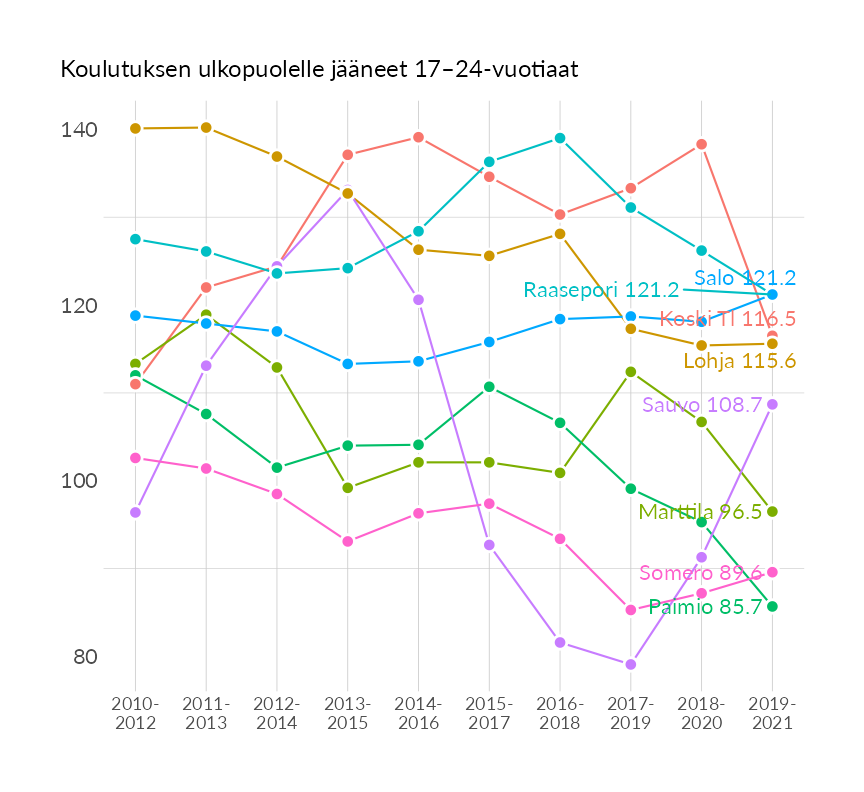 Koulutuksen ulkopuolelle jääneet 17–24-vuotiaat
140
120
100
80
Salo 121.2
Raasepori 121.2
Koski Tl 116.5
Lohja 115.6
Sauvo 108.7
Marttila 96.5
Somero 89.6
Paimio 85.7
2010-
2012
2011-
2013
2012-
2014
2013-
2015
2014-
2016
2015-
2017
2016-
2018
2017-
2019
2018-
2020
2019-
2021